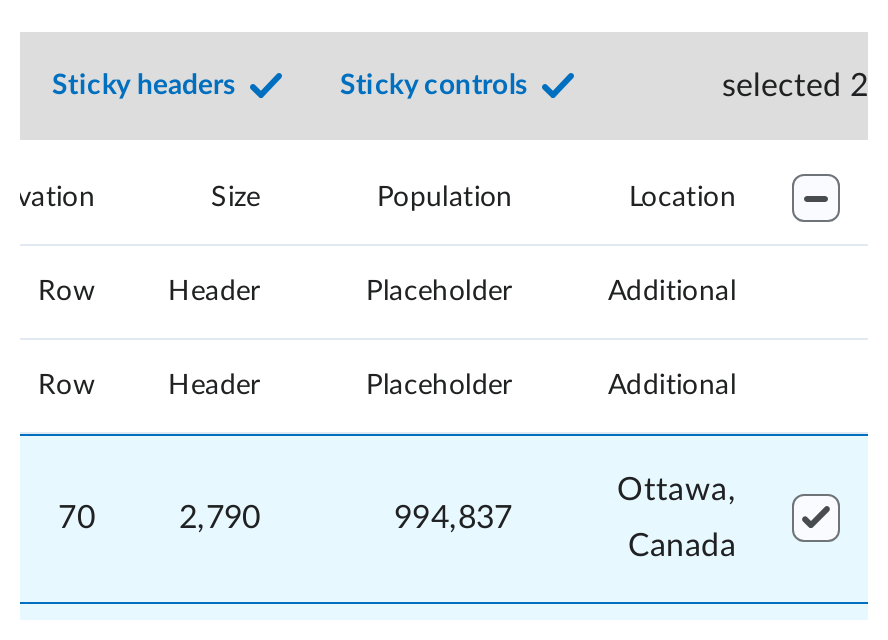 Sticky headers Sticky controls selected 2
vation Size Population Location
Row Header Placeholder Additional
Row Header Placeholder Additional
70 2,790 994,837 Ottawa,
Canada